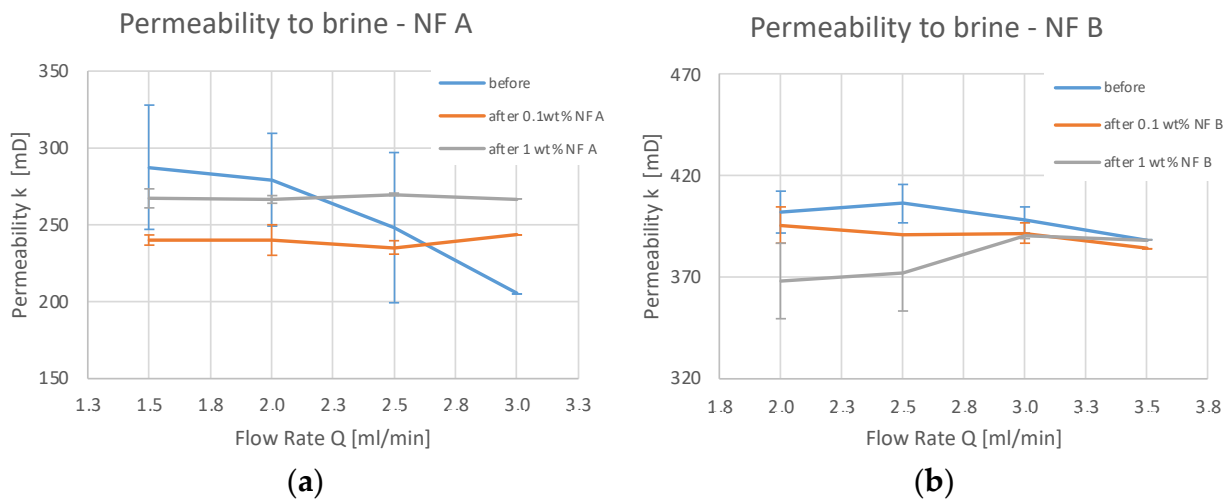 Permeability to brine - NF A
Permeability k [mD]
350
300
250
200
150
before
after 0.1wt% NF A
after 1 wt% NF A
1.3 1.5 1.8 2.0 2.3 2.5 2.8 3.0 3.3
Flow Rate Q [ml/min]
(a)
Permeability to brine - NF B
Permeability k [mD]
470
420
370
320
before
after 0.1 wt% NF B
after 1 wt% NF B
1.8 2.0 2.3 2.5 2.8 3.0 3.3 3.5 3.8
Flow Rate Q [ml/min]
(b)